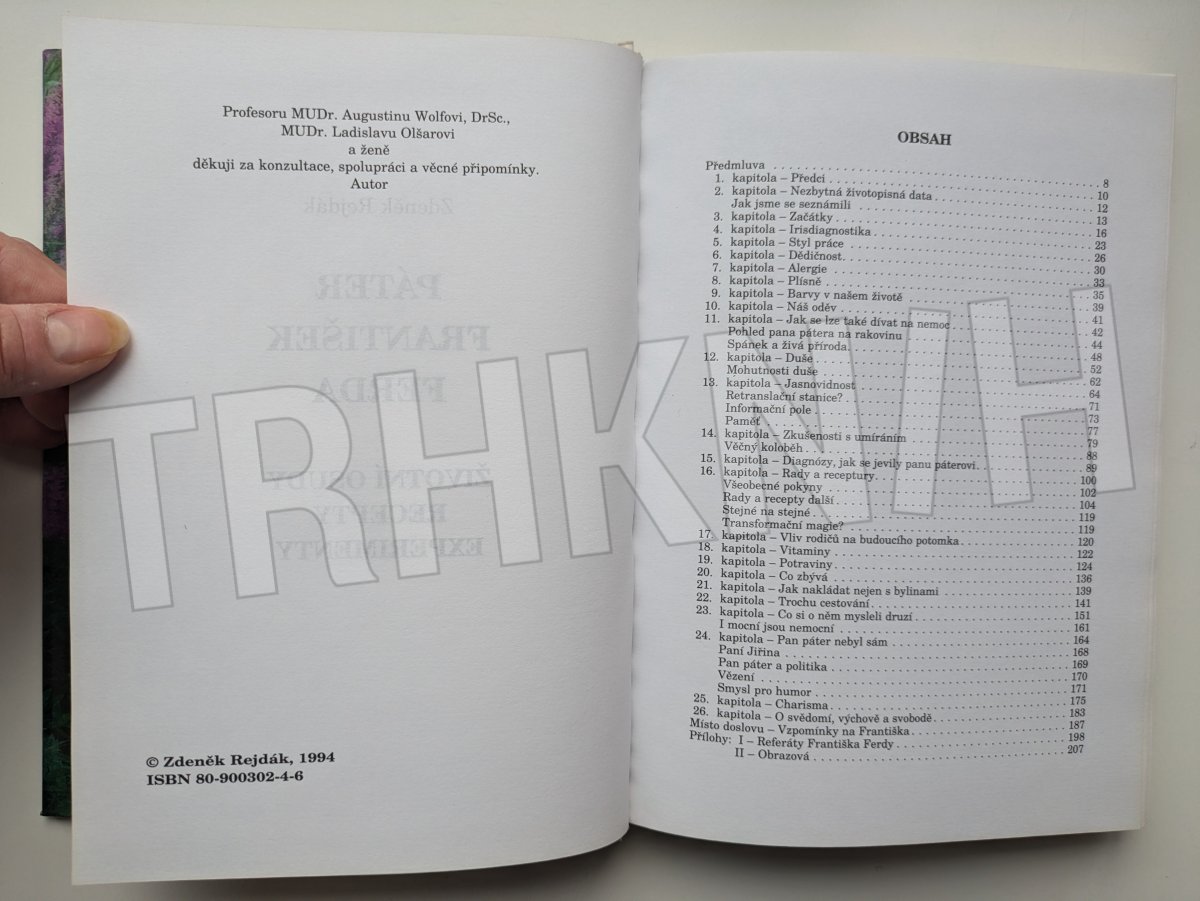 Profesoru MUDr. Augustinu Wolfovi, DrSc.,
MUDr. Ladislavu Olšarovi
a ženě
děkuji za konzultace, spolupráci a věcné připomínky.
Autor
© Zdeněk Rejdák, 1994
ISBN 80-900302-4-6
OBSAH
Předmluva . . . 8
1. kapitola – Předci . . . 10
2. kapitola – Nezbytná životopisná data . . . 12
Jak jsme se seznámili . . . 13
3. kapitola – Začátky . . . 16
4. kapitola – Irisdiagnostika . . . 23
5. kapitola – Styl práce . . . 26
6. kapitola – Dědičnost . . . 30
7. kapitola – Alergie . . . 33
8. kapitola – Plísně . . . 35
9. kapitola – Barvy v našem životě . . . 39
10. kapitola – Náš oděv . . . 41
11. kapitola – Jak se lze také dívat na nemoc . . . 42
Pohled pana pátera na rakovinu . . . 44
Spánek a živá příroda . . . 48
12. kapitola – Duše . . . 52
Mohutnosti duše . . . 62
13. kapitola – Jasnovidnost . . . 64
Retranslační stanice? . . . 71
Informační pole . . . 73
Paměť . . . 77
14. kapitola – Zkušenosti s umíráním . . . 79
Věčný koloběh . . . 88
15. kapitola – Diagnózy, jak se jevily panu páterovi . . . 89
16. kapitola – Rady a receptury . . . 100
Všeobecné pokyny . . . 102
Rady a recepty další . . . 104
Stejné na stejné . . . 119
Transformační magie? . . . 119
17. kapitola – Vliv rodičů na budoucího potomka . . . 120
18. kapitola – Vitaminy . . . 122
19. kapitola – Potraviny . . . 124
20. kapitola – Co zbývá . . . 136
21. kapitola – Jak nakládat nejen s bylinami . . . 139
22. kapitola – Trochu cestování . . . 141
23. kapitola – Co si o něm mysleli druzí . . . 151
I mocní jsou nemocní . . . 161
24. kapitola – Pan páter nebyl sám . . . 164
Paní Jiřina . . . 168
Pan páter a politika . . . 169
Vězení . . . 170
Smysl pro humor . . . 171
25. kapitola – Charisma . . . 175
26. kapitola – O svědomí, výchově a svobodě . . . 183
Místo doslovu – Vzpomínky na Františka . . . 187
Přílohy: I – Referáty Františka Ferdy . . . 198
II – Obrazová . . . 207
TRHKNIH